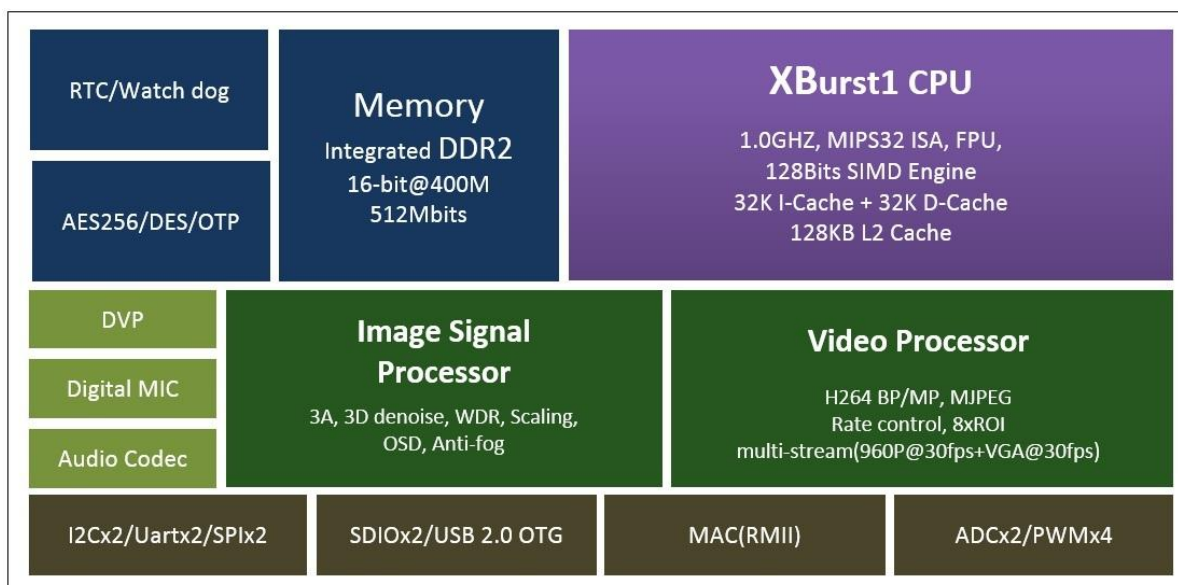 RTC/Watch dog
AES256/DES/OTP
Memory
Integrated DDR2
16-bit@400M
512Mbits
XBurst1 CPU
1.0GHZ, MIPS32 ISA, FPU,
128Bits SIMD Engine
32K I-Cache + 32K D-Cache
128KB L2 Cache
DVP
Digital MIC
Audio Codec
Image Signal
Processor
3A, 3D denoise, WDR, Scaling,
OSD, Anti-fog
Video Processor
H264 BP/MP, MJPEG
Rate control, 8xROI
multi-stream(960P@30fps+VGA@30fps)
I2Cx2/Uartx2/SPIx2
SDIOx2/USB 2.0 OTG
MAC(RMII)
ADCx2/PWMx4